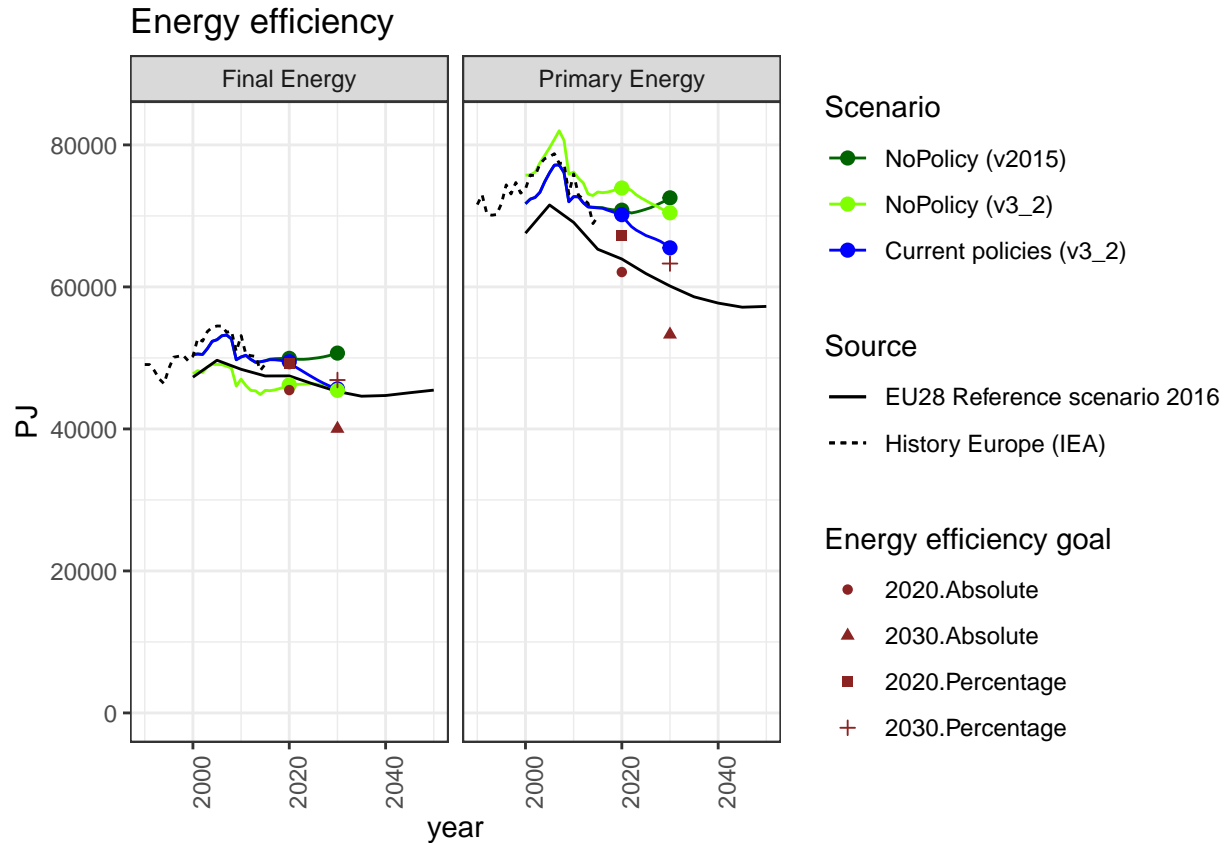 Energy efficiency
Final Energy
Primary Energy
80000
60000
40000
20000
0
PJ
2000
2020
2040
2000
2020
2040
year
Scenario
NoPolicy (v2015)
NoPolicy (v3_2)
Current policies (v3_2)
Source
EU28 Reference scenario 2016
History Europe (IEA)
Energy efficiency goal
2020.Absolute
2030.Absolute
2020.Percentage
2030.Percentage